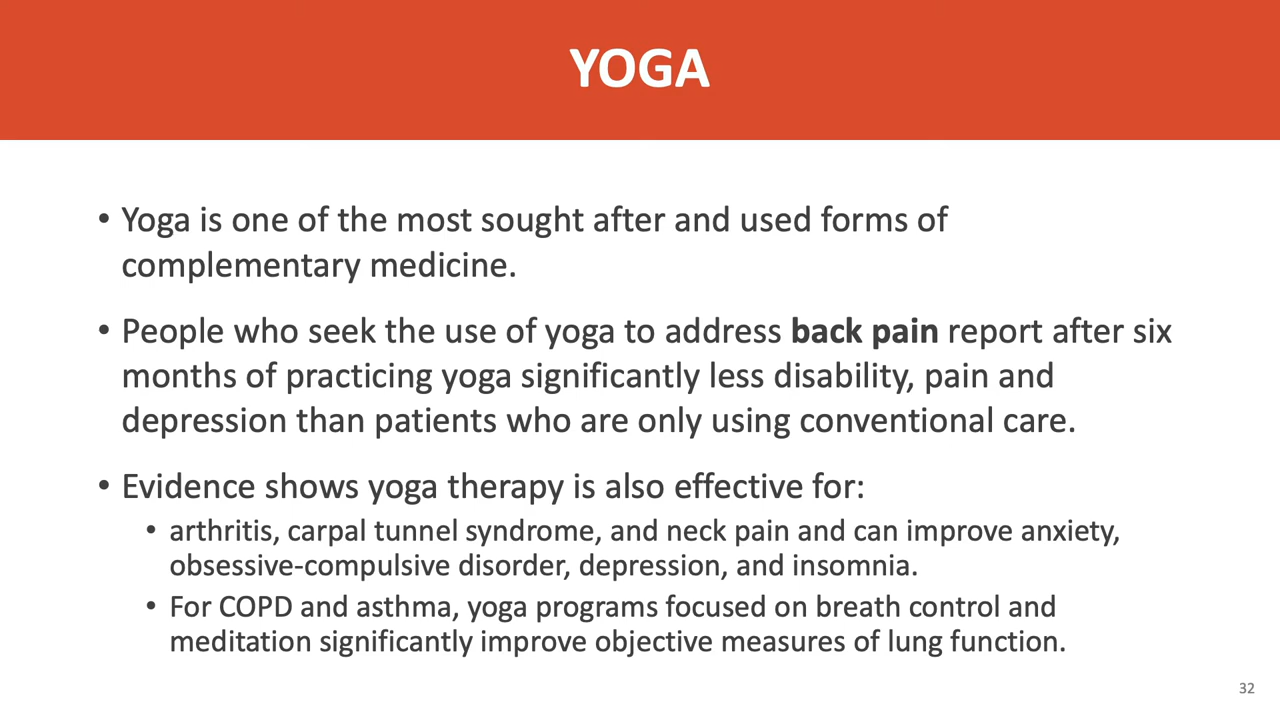 YOGA
• Yoga is one of the most sought after and used forms of
complementary medicine.
• People who seek the use of yoga to address back pain report after six
months of practicing yoga significantly less disability, pain and
depression than patients who are only using conventional care.
• Evidence shows yoga therapy is also effective for:
• arthritis, carpal tunnel syndrome, and neck pain and can improve anxiety,
obsessive-compulsive disorder, depression, and insomnia.
• For COPD and asthma, yoga programs focused on breath control and
meditation significantly improve objective measures of lung function.
32